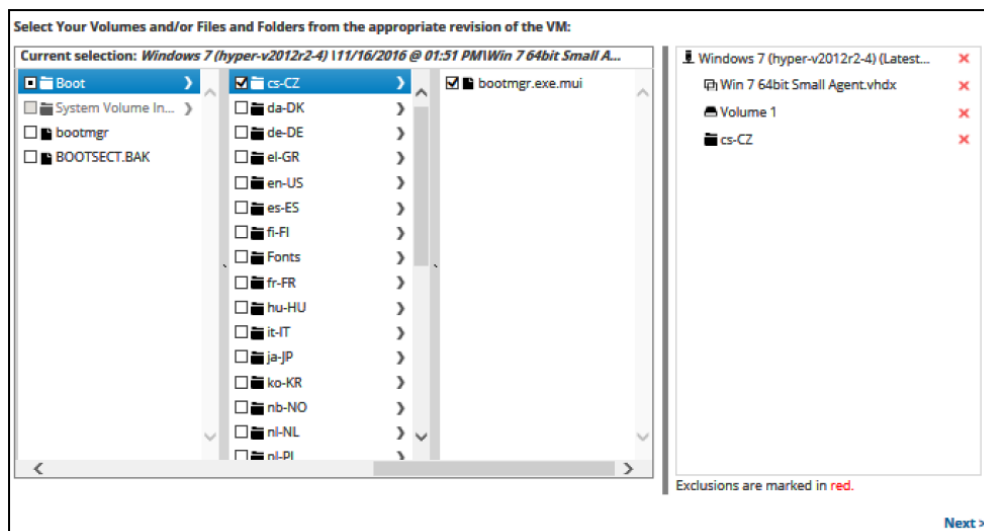 Select Your Volumes and/or Files and Folders from the appropriate revision of the VM:
Current selection: Windows 7 (hyper-v2012r2-4) \11/16/2016 @ 01:51 PM\Win 7 64bit Small A...
Boot
System Volume In...
bootmgr
BOOTSECT.BAK
cs-CZ
da-DK
de-DE
el-GR
en-US
es-ES
fi-FI
Fonts
fr-FR
hu-HU
it-IT
ja-JP
ko-KR
nb-NO
nl-NL
pl-PL
bootmgr.exe.mui
Windows 7 (hyper-v2012r2-4) (Latest...
Win 7 64bit Small Agent.vhdx
Volume 1
cs-CZ
Exclusions are marked in red.
Next >